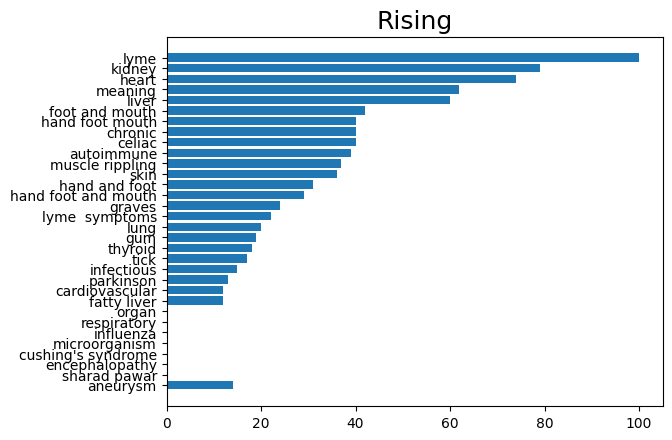 Rising
lyme
kidney
heart
meaning
liver
foot and mouth
hand foot mouth
chronic
celiac
autoimmune
muscle rippling
skin
hand and foot
hand foot and mouth
graves
lyme  symptoms
lung
gum
thyroid
tick
infectious
parkinson
cardiovascular
fatty liver
organ
respiratory
influenza
microorganism
cushing's syndrome
encephalopathy
sharad pawar
aneurysm
0 20 40 60 80 100